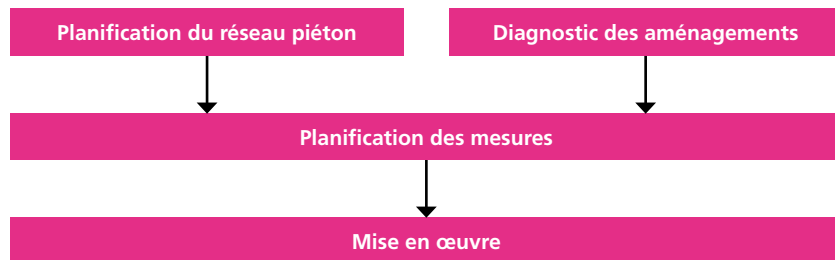 Planification du réseau piéton
Diagnostic des aménagements
Planification des mesures
Mise en œuvre